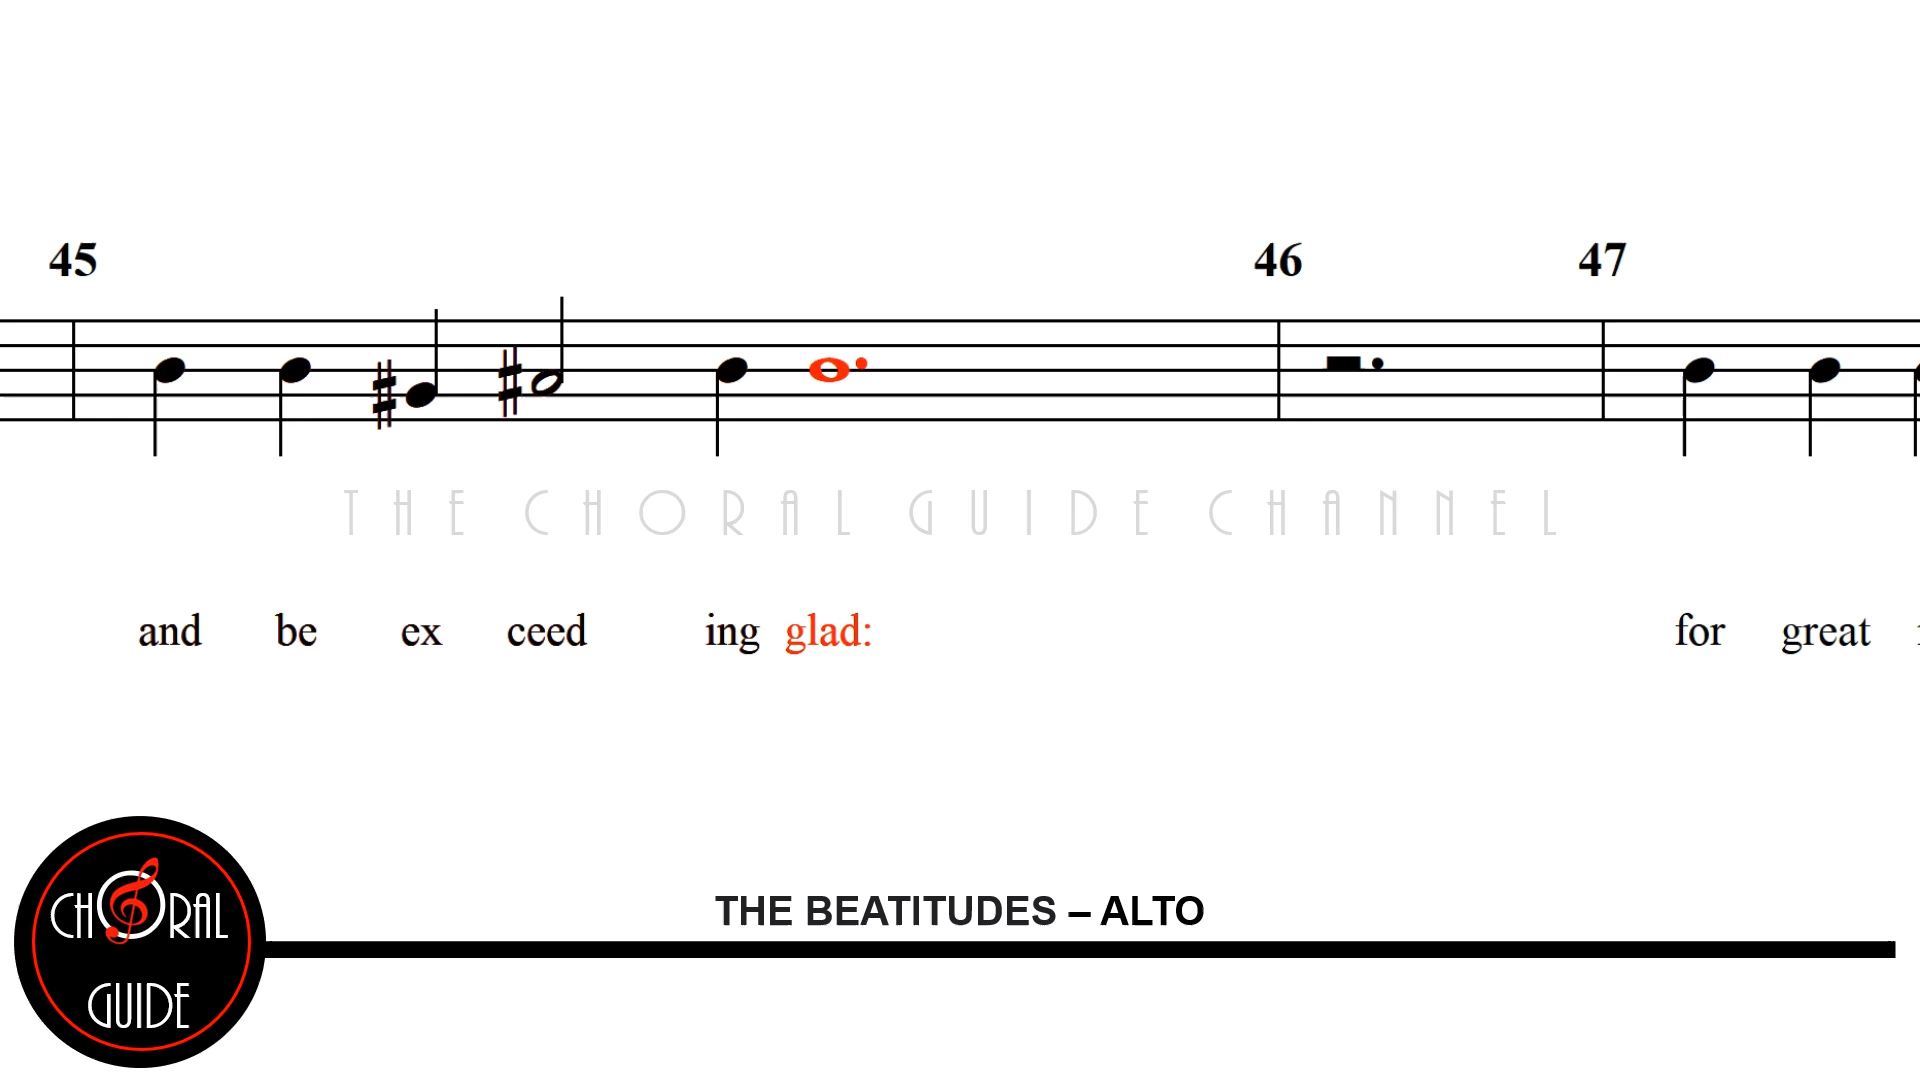 45 46 47
THE CHORAL GUIDE CHANNEL
and be ex ceed ing glad: for great
THE BEATITUDES – ALTO
CHORAL
GUIDE